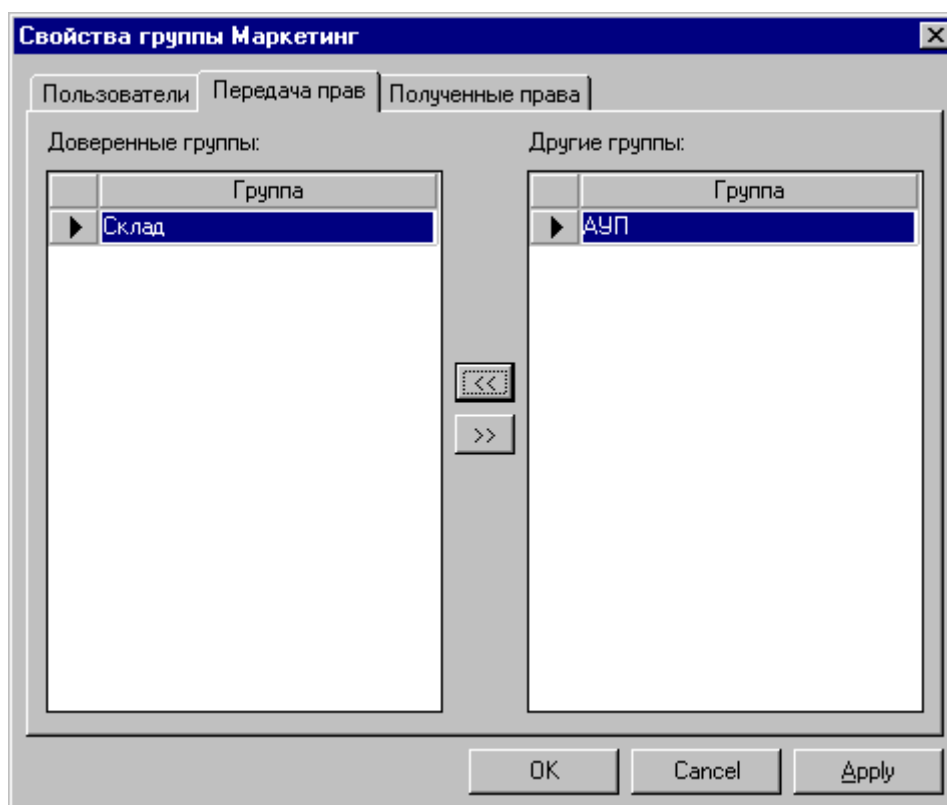 Свойства группы Маркетинг
Пользователи Передача прав Полученные права
Доверенные группы: Другие группы:
Группа Группа
Склад АУП
<<
>>
OK Cancel Apply